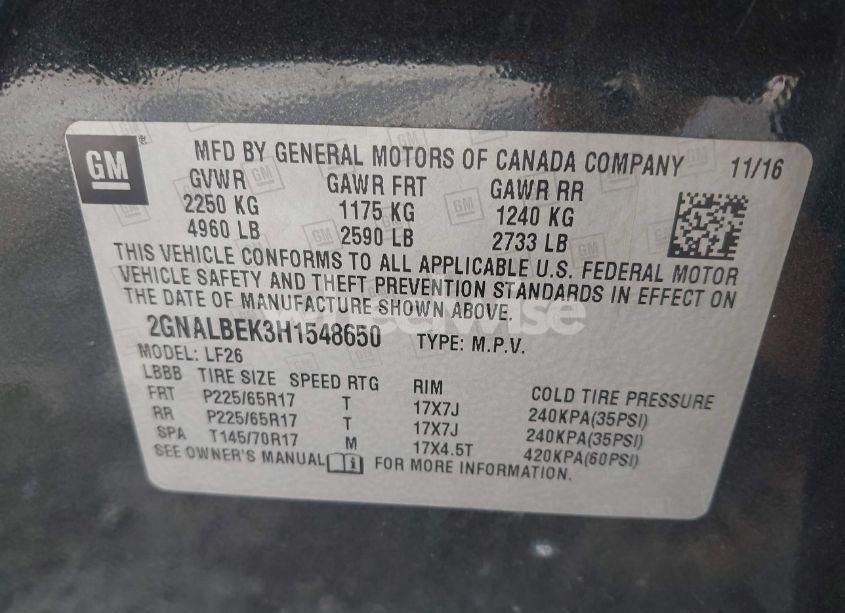 GM
MFD BY GENERAL MOTORS OF CANADA COMPANY 11/16
GVWR GAWR FRT GAWR RR
2250 KG 1175 KG 1240 KG
4960 LB 2590 LB 2733 LB
THIS VEHICLE CONFORMS TO ALL APPLICABLE U.S. FEDERAL MOTOR
VEHICLE SAFETY AND THEFT PREVENTION STANDARDS IN EFFECT ON
THE DATE OF MANUFACTURE SHOWN ABOVE.
2GNALBEK3H1548650 TYPE: M.P.V.
MODEL: LF26
LBBB TIRE SIZE SPEED RTG RIM COLD TIRE PRESSURE
FRT P225/65R17 T 17X7J 240KPA(35PSI)
RR P225/65R17 T 17X7J 240KPA(35PSI)
SPA T145/70R17 M 17X4.5T 420KPA(60PSI)
SEE OWNER'S MANUAL FOR MORE INFORMATION.